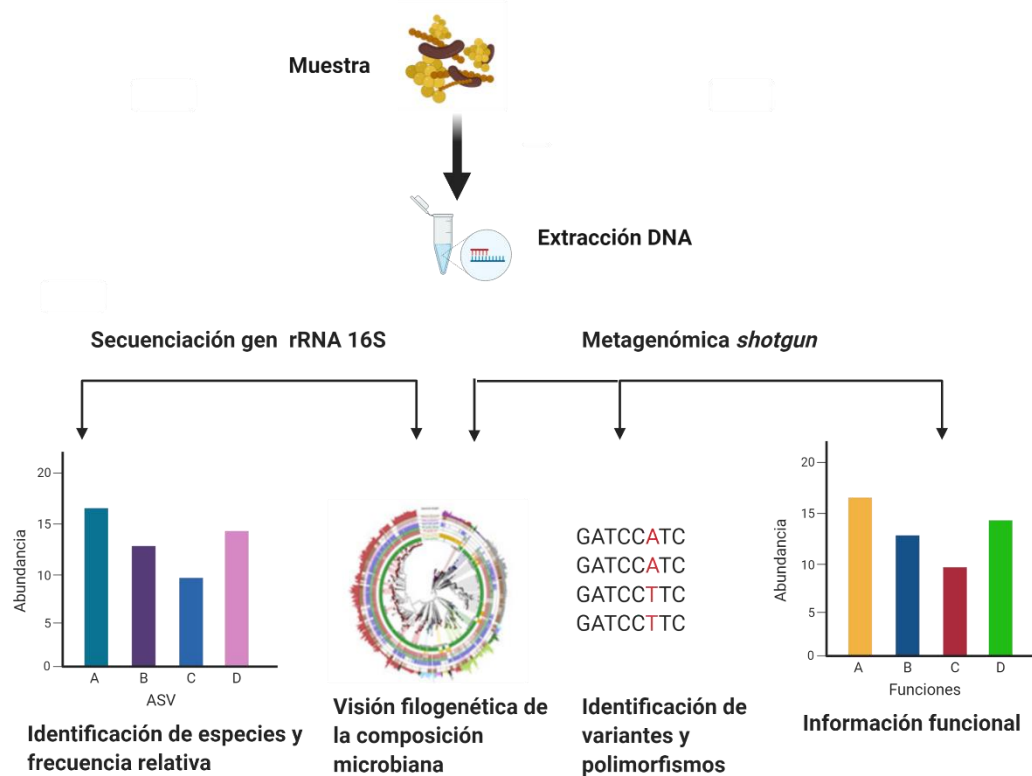 Muestra
Extracción DNA
Secuenciación gen rRNA 16S
Metagenómica shotgun
20
15
10
5
0
Abundancia
A B C D
ASV
Identificación de especies y
frecuencia relativa
Visión filogenética de
la composición
microbiana
GATCCATC
GATCCATC
GATCCTTC
GATCCTTC
Identificación de
variantes y
polimorfismos
20
15
10
5
0
Abundancia
A B C D
Funciones
Información funcional